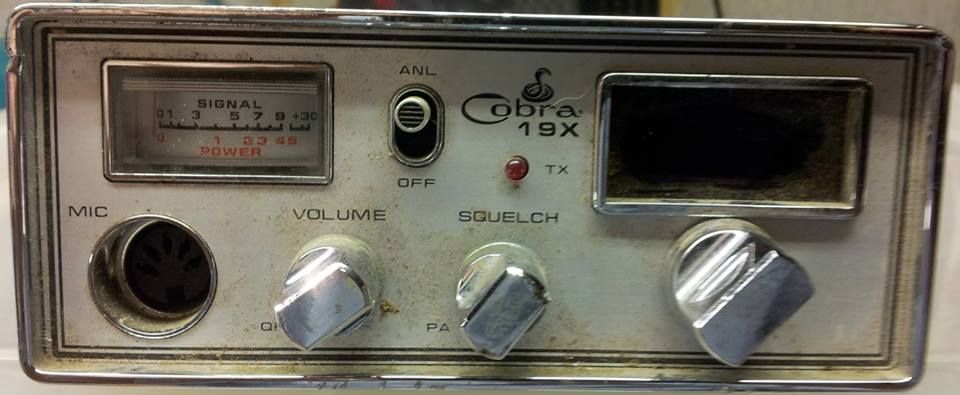 SIGNAL
01 3 5 7 9 +30
0 1 2 3 4 5
POWER
ANL
OFF
Cobra
19X
TX
MIC
VOLUME
SQUELCH
PA